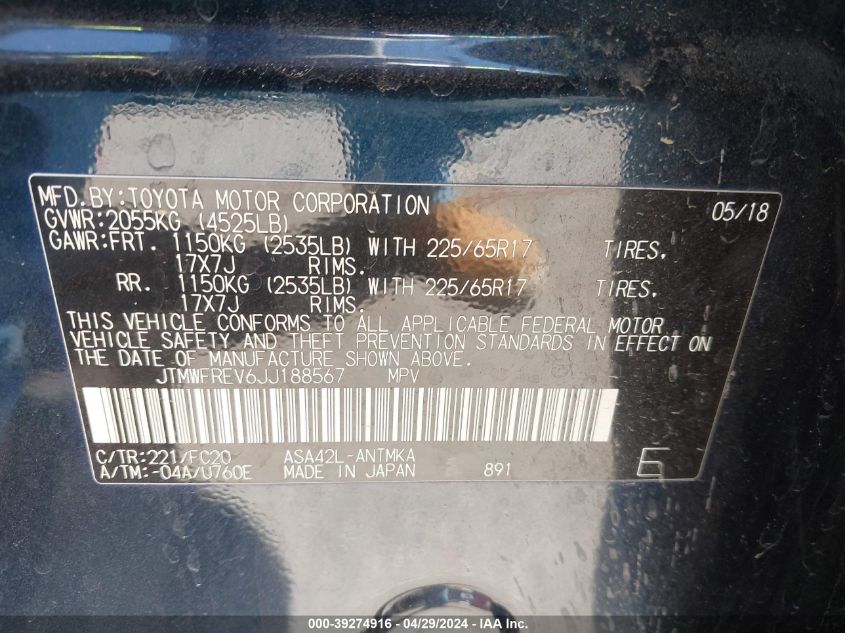 MFD.BY:TOYOTA MOTOR CORPORATION 05/18
GVWR:2055KG (4525LB)
GAWR:FRT. 1150KG (2535LB) WITH 225/65R17 TIRES.
17X7J RIMS.
RR. 1150KG (2535LB) WITH 225/65R17 TIRES.
17X7J RIMS.
THIS VEHICLE CONFORMS TO ALL APPLICABLE FEDERAL MOTOR
VEHICLE SAFETY AND THEFT PREVENTION STANDARDS IN EFFECT ON
THE DATE OF MANUFACTURE SHOWN ABOVE.
JTMWFREV6JJ188567 MPV
C/TR:221/FC20 ASA42L-ANTMKA
A/TM:-04A/U760E MADE IN JAPAN 891 E
000-39274916 - 04/29/2024 - IAA Inc.